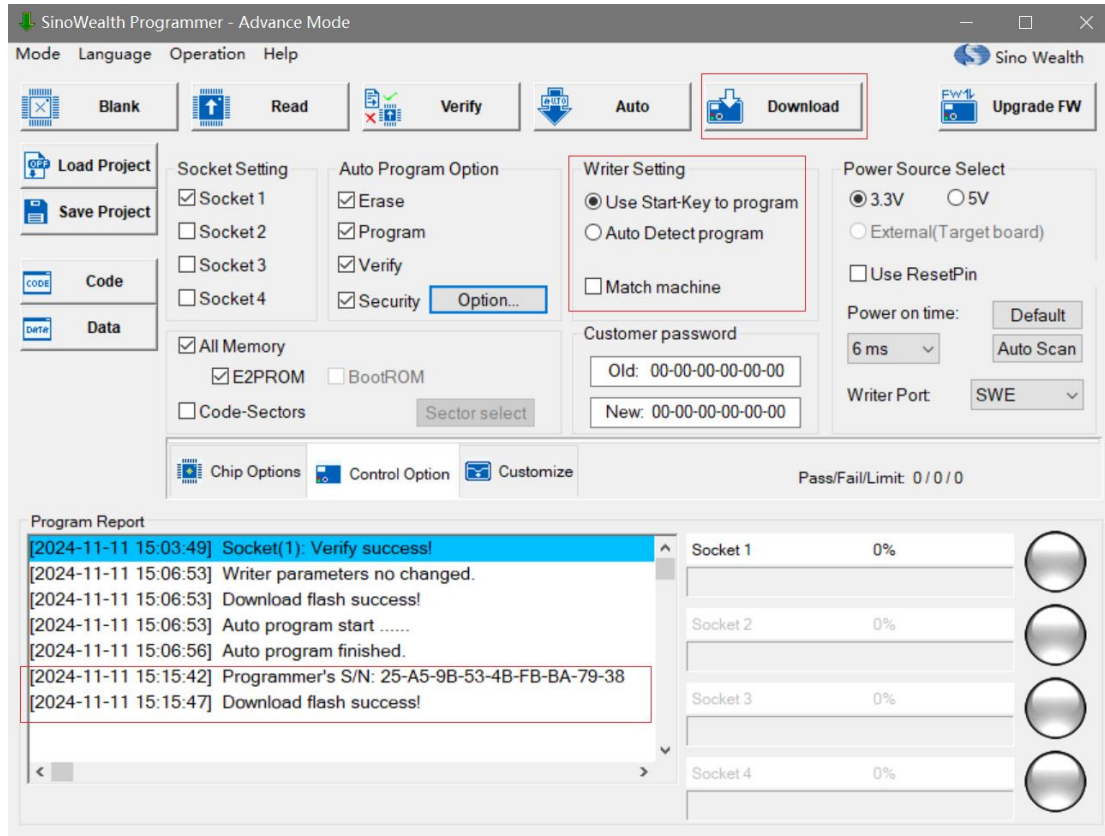 SinoWealth Programmer - Advance Mode
Mode Language Operation Help
Sino Wealth
Blank
Read
Verify
AUTO
Auto
Download
FW
Upgrade FW
OPP
Load Project
Save Project
CODE
Code
DATA
Data
Socket Setting
Socket 1
Socket 2
Socket 3
Socket 4
Auto Program Option
Erase
Program
Verify
Security Option...
All Memory
E2PROM BootROM
Code-Sectors Sector select
Writer Setting
Use Start-Key to program
Auto Detect program
Match machine
Customer password
Old: 00-00-00-00-00-00
New: 00-00-00-00-00-00
Power Source Select
3.3V 5V
External(Target board)
Use ResetPin
Power on time: Default
6 ms Auto Scan
Writer Port: SWE
Chip Options Control Option Customize
Pass/Fail/Limit: 0 / 0 / 0
Program Report
[2024-11-11 15:03:49] Socket(1): Verify success!
[2024-11-11 15:06:53] Writer parameters no changed.
[2024-11-11 15:06:53] Download flash success!
[2024-11-11 15:06:53] Auto program start ......
[2024-11-11 15:06:56] Auto program finished.
[2024-11-11 15:15:42] Programmer's S/N: 25-A5-9B-53-4B-FB-BA-79-38
[2024-11-11 15:15:47] Download flash success!
Socket 1 0%
Socket 2 0%
Socket 3 0%
Socket 4 0%